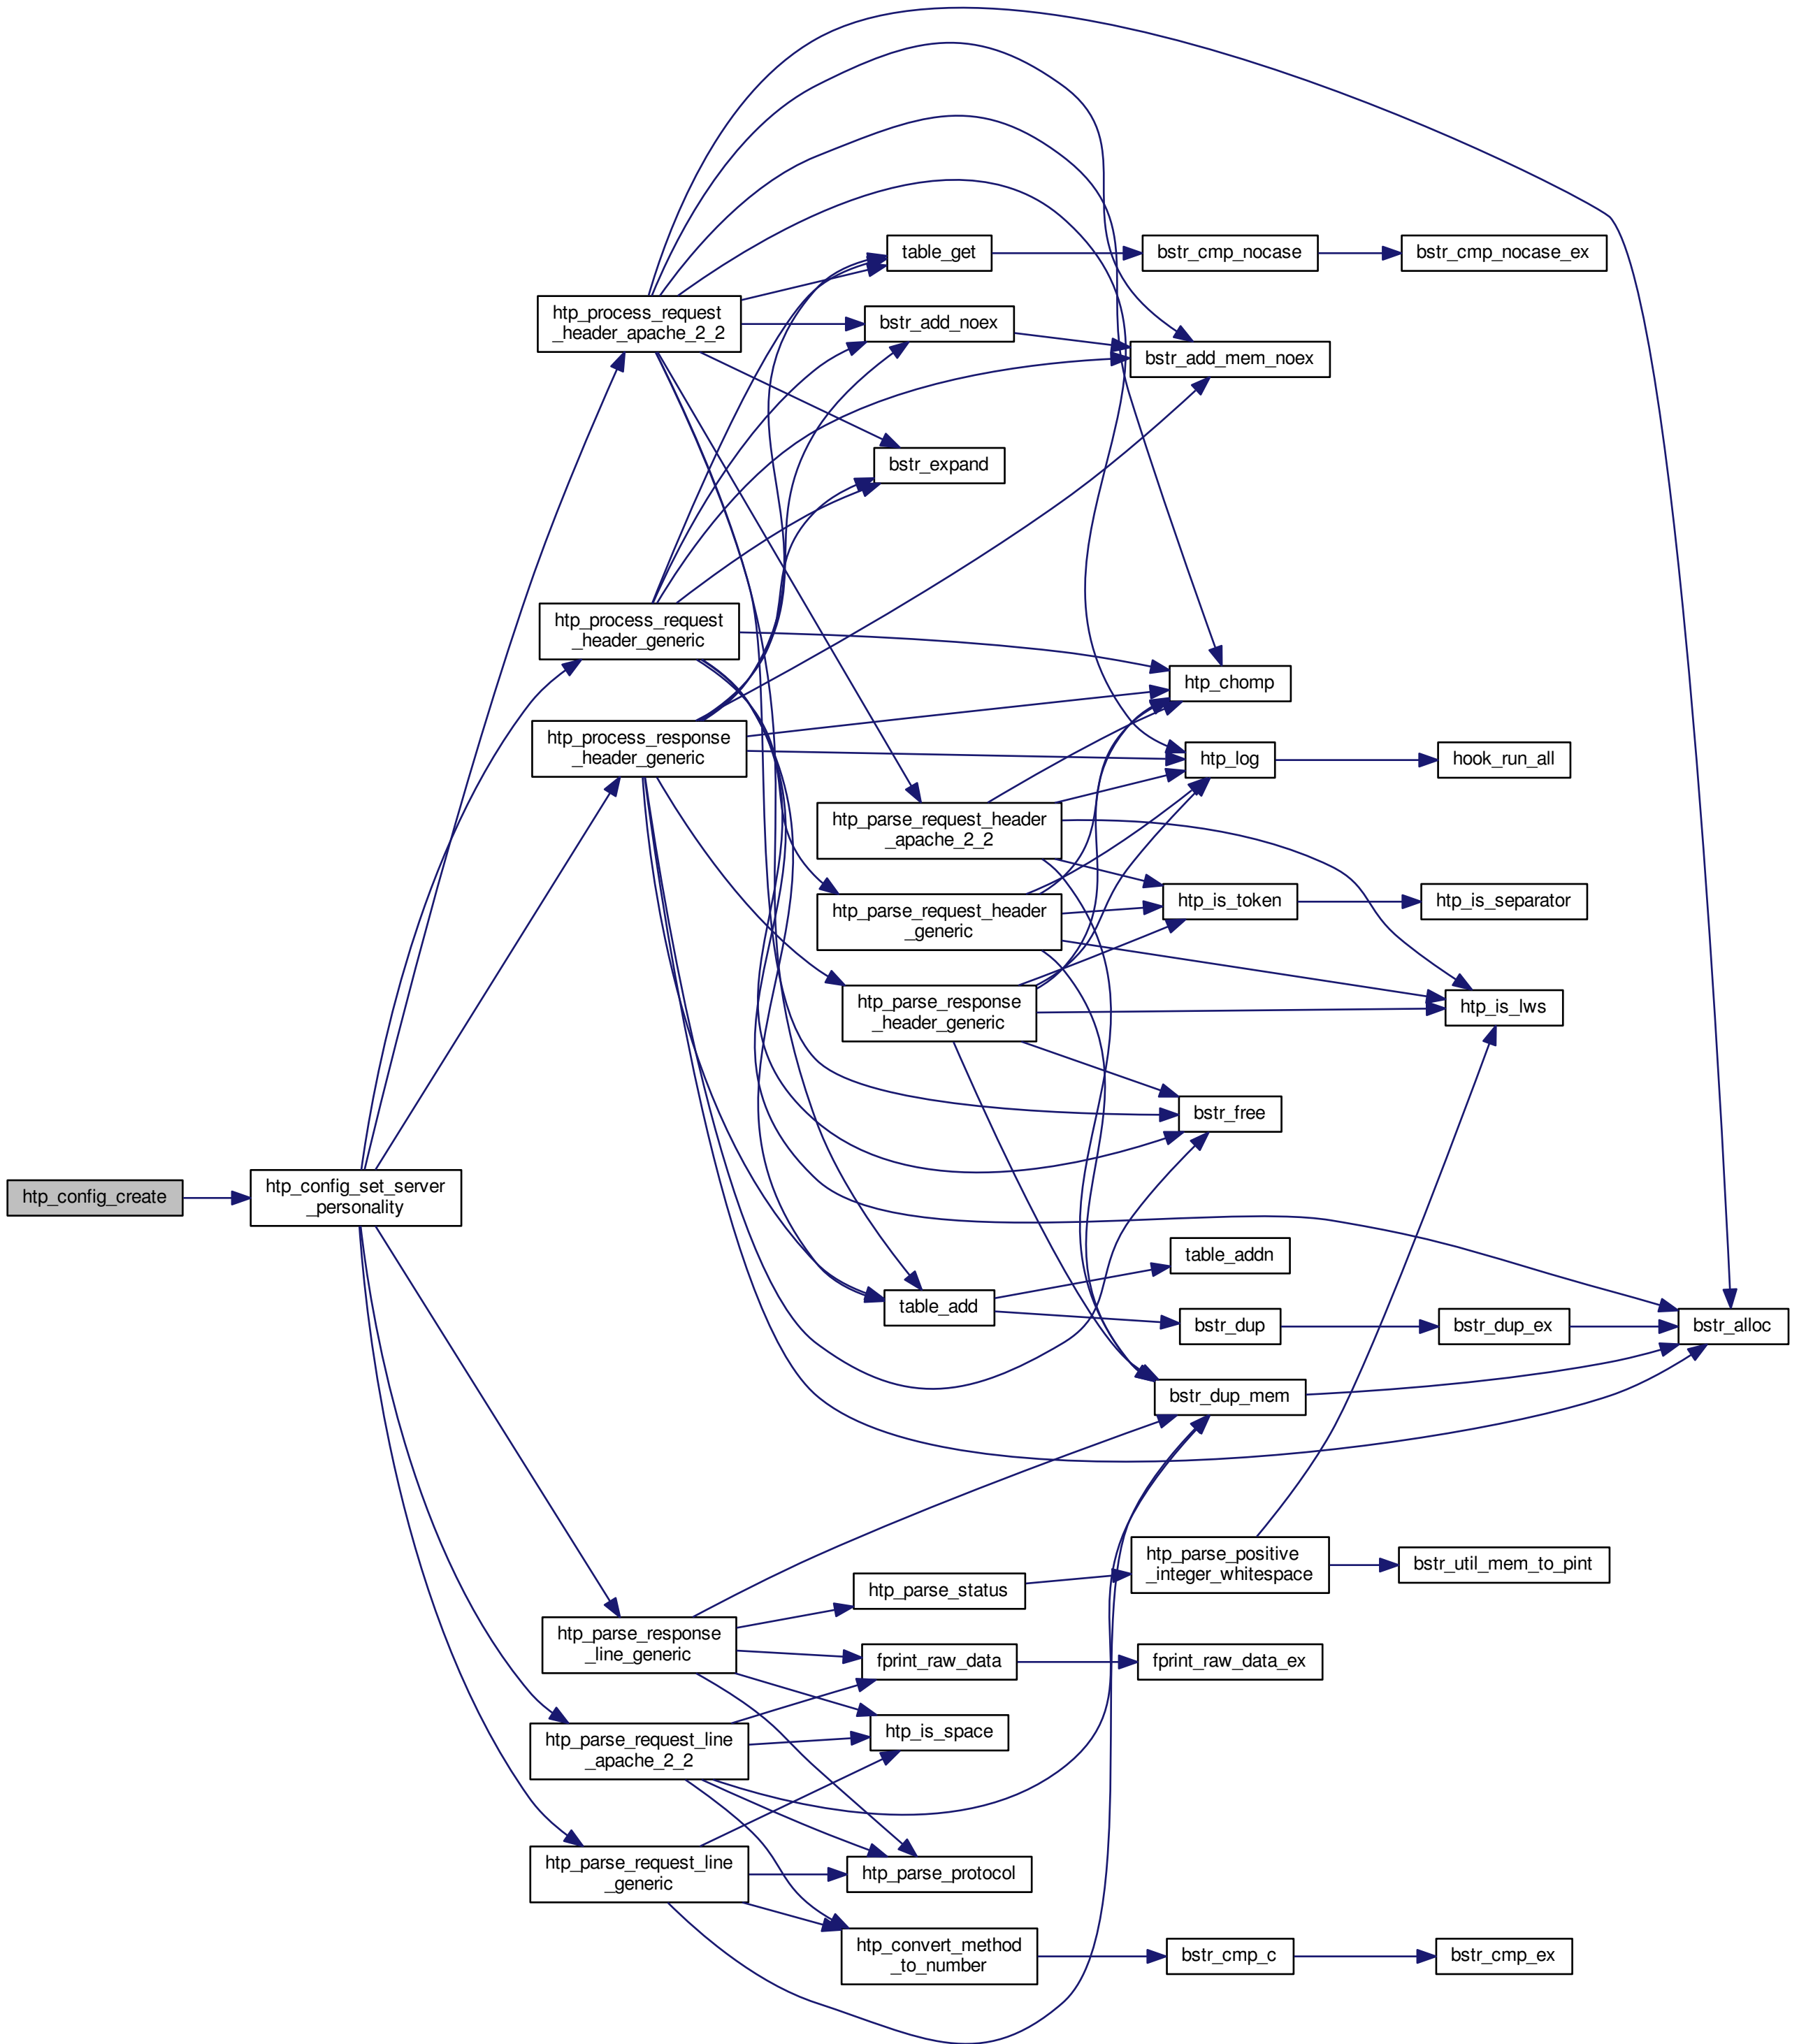 htp_config_create
htp_config_set_server
_personality
htp_process_request
_header_apache_2_2
htp_process_request
_header_generic
htp_process_response
_header_generic
htp_parse_response
_line_generic
htp_parse_request_line
_apache_2_2
htp_parse_request_line
_generic
table_get
bstr_add_noex
bstr_expand
htp_parse_request_header
_apache_2_2
htp_parse_request_header
_generic
htp_parse_response
_header_generic
table_add
htp_parse_status
fprint_raw_data
htp_is_space
htp_parse_protocol
htp_convert_method
_to_number
bstr_cmp_nocase
bstr_add_mem_noex
htp_chomp
htp_log
htp_is_token
bstr_free
table_addn
bstr_dup
bstr_dup_mem
htp_parse_positive
_integer_whitespace
fprint_raw_data_ex
bstr_cmp_c
bstr_cmp_nocase_ex
hook_run_all
htp_is_separator
htp_is_lws
bstr_dup_ex
bstr_util_mem_to_pint
bstr_cmp_ex
bstr_alloc